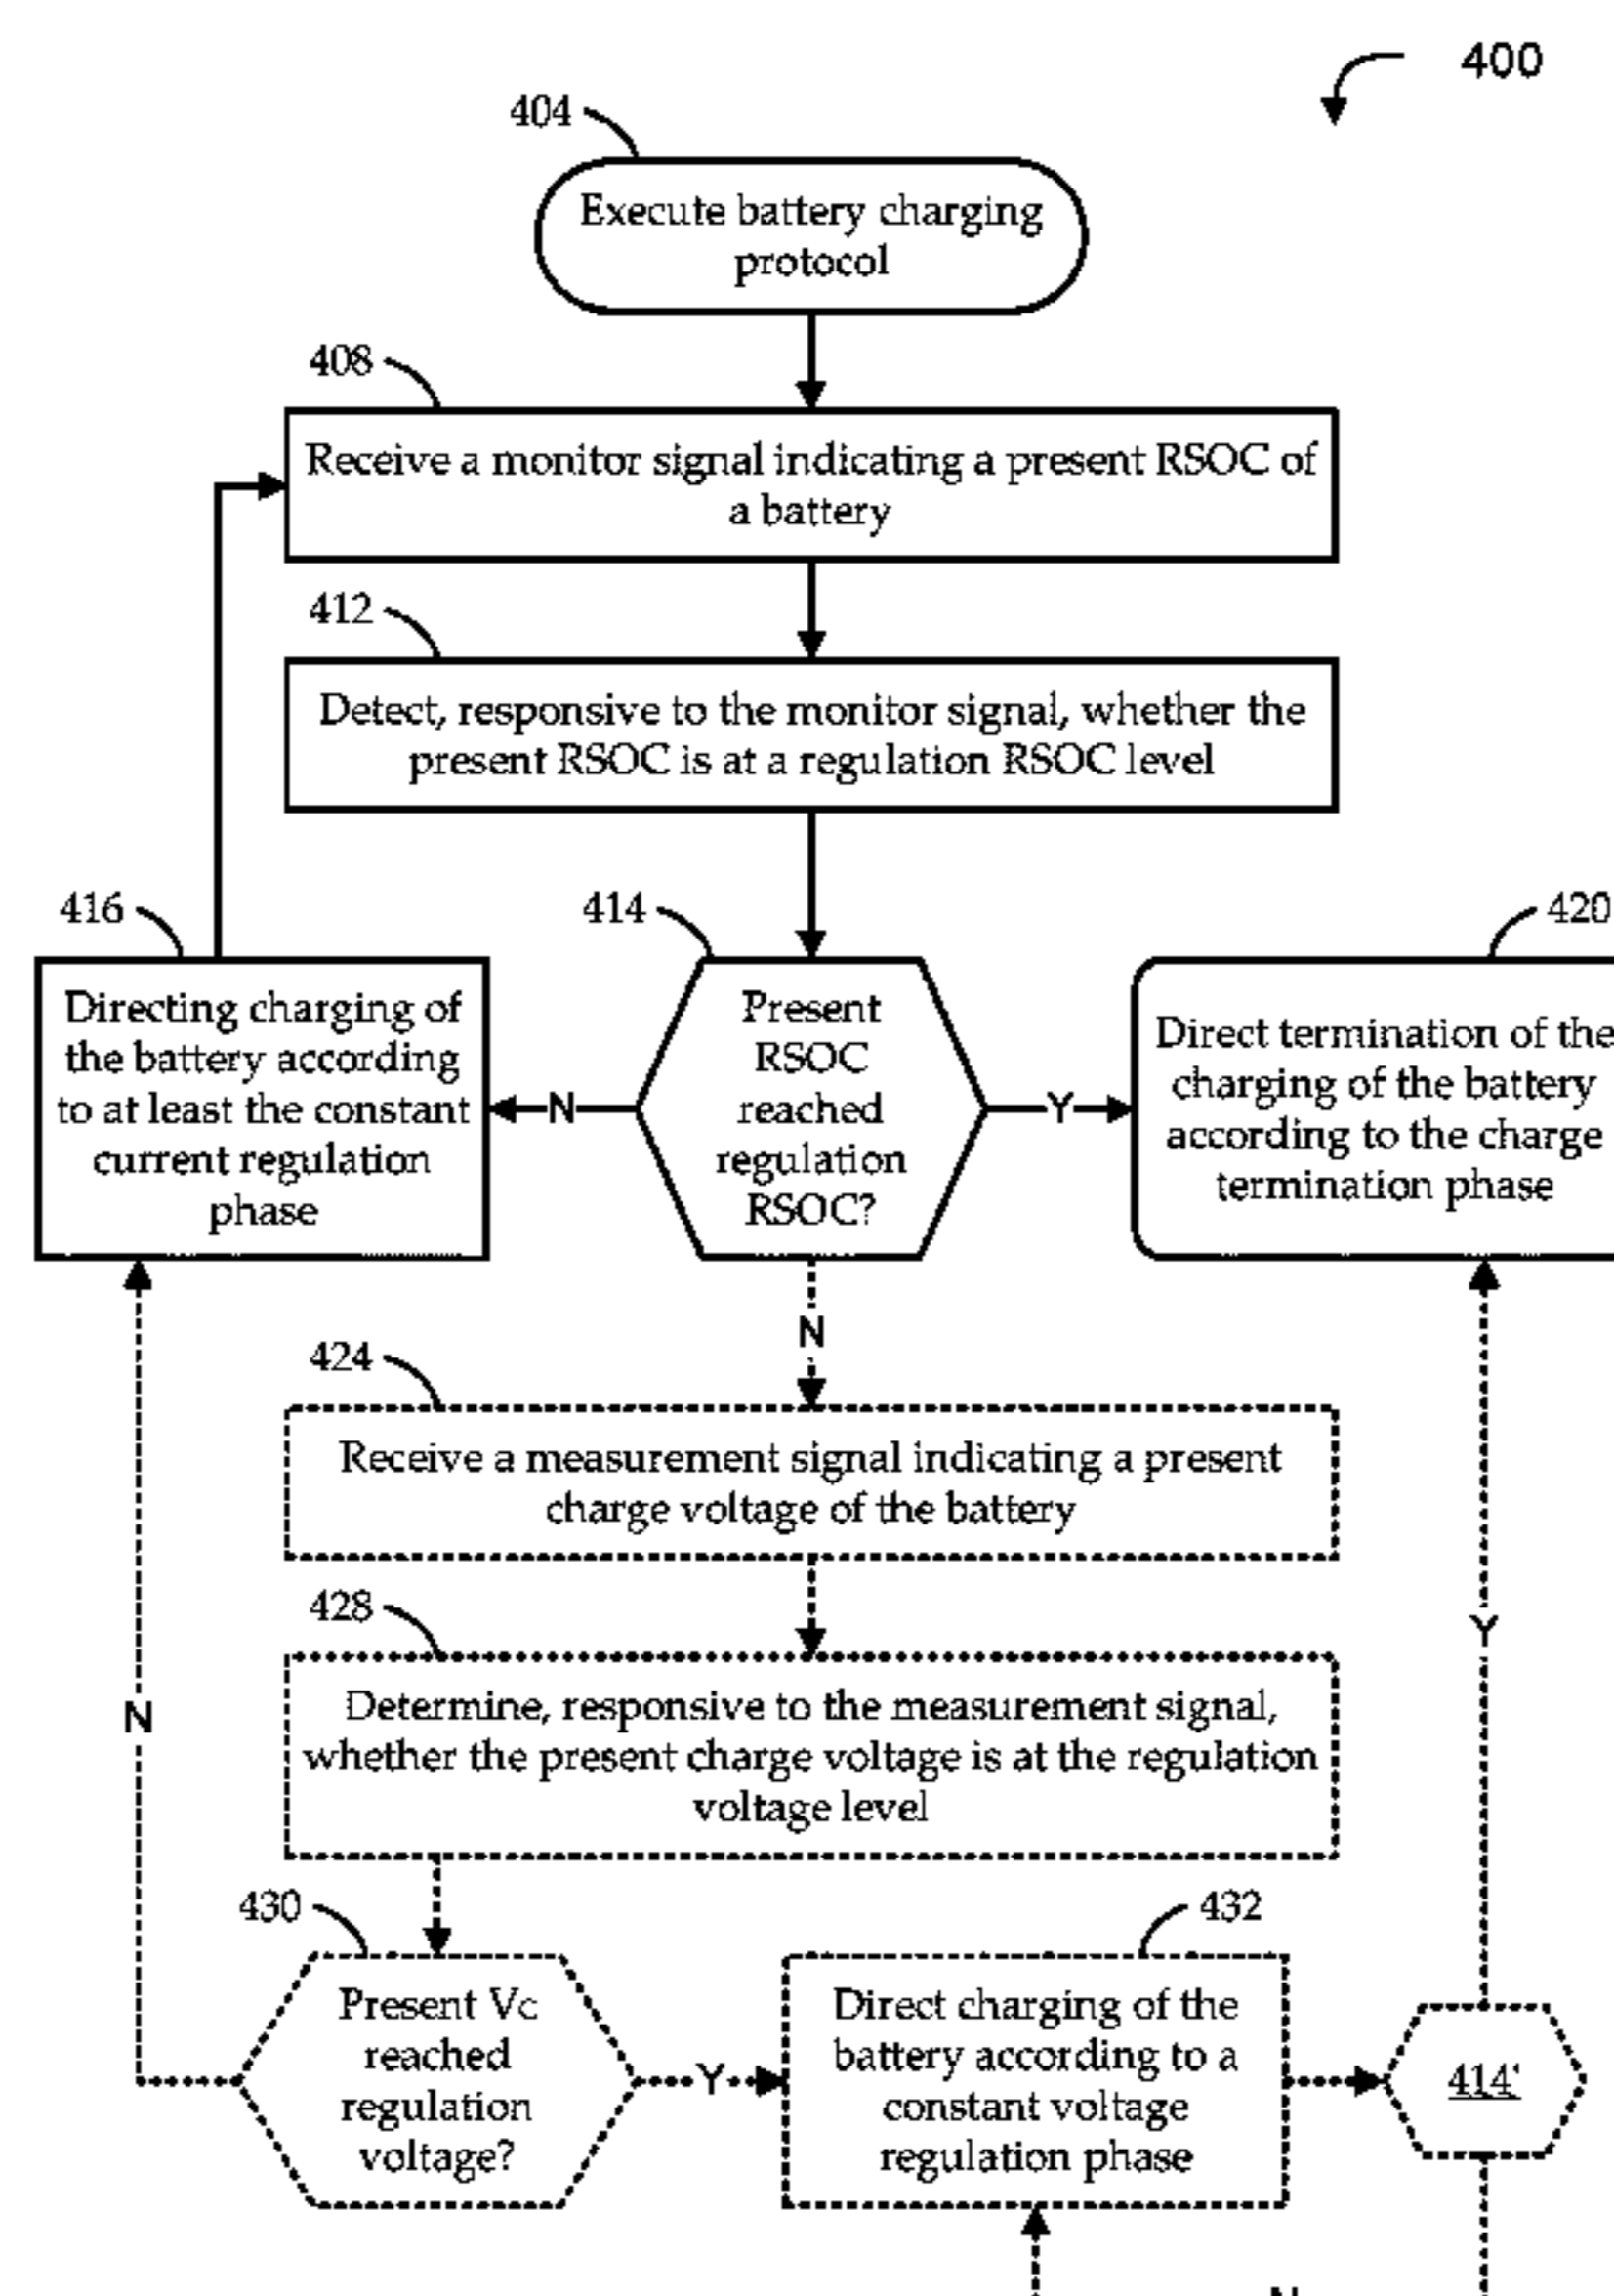 400
404
Execute battery charging
protocol
408
Receive a monitor signal indicating a present RSOC of
a battery
412
Detect, responsive to the monitor signal, whether the
present RSOC is at a regulation RSOC level
416
414
420
Directing charging of
the battery according
to at least the constant
current regulation
phase
N
Present
RSOC
reached
regulation
RSOC?
Y
Direct termination of the
charging of the battery
according to the charge
termination phase
N
424
Receive a measurement signal indicating a present
charge voltage of the battery
428
Y
Determine, responsive to the measurement signal,
whether the present charge voltage is at the regulation
voltage level
N
430
432
Present Vc
reached
regulation
voltage?
Y
Direct charging of the
battery according to a
constant voltage
regulation phase
414'
N